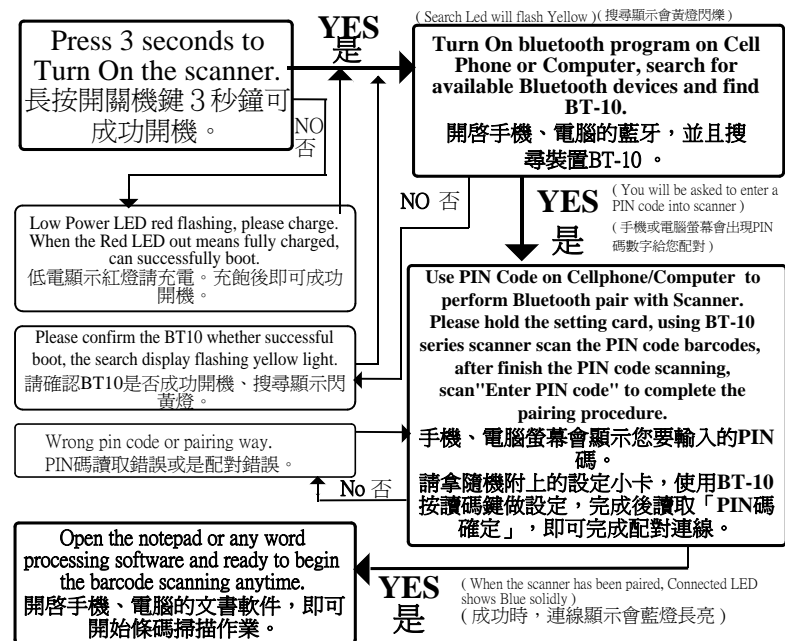 Press 3 seconds to
Turn On the scanner.
長按開關機鍵３秒鐘可
成功開機。
YES
是
( Search Led will flash Yellow )( 搜尋顯示會黃燈閃爍 )
Turn On bluetooth program on Cell
Phone or Computer, search for
available Bluetooth devices and find
BT-10.
開啓手機、電腦的藍牙，並且搜
尋裝置BT-10 。
NO
否
Low Power LED red flashing, please charge.
When the Red LED out means fully charged,
can successfully boot.
低電顯示紅燈請充電。充飽後即可成功
開機。
NO 否
YES
是
( You will be asked to enter a
PIN code into scanner )
( 手機或電腦螢幕會出現PIN
碼數字給您配對 )
Please confirm the BT10 whether successful
boot, the search display flashing yellow light.
請確認BT10是否成功開機、搜尋顯示閃
黃燈。
Use PIN Code on Cellphone/Computer to
perform Bluetooth pair with Scanner.
Please hold the setting card, using BT-10
series scanner scan the PIN code barcodes,
after finish the PIN code scanning,
scan"Enter PIN code" to complete the
pairing procedure.
手機、電腦螢幕會顯示您要輸入的PIN
碼。
請拿隨機附上的設定小卡，使用BT-10
按讀碼鍵做設定，完成後讀取「PIN碼
確定」，即可完成配對連線。
Wrong pin code or pairing way.
PIN碼讀取錯誤或是配對錯誤。
No 否
Open the notepad or any word
processing software and ready to begin
the barcode scanning anytime.
開啓手機、電腦的文書軟件，即可
開始條碼掃描作業。
YES
是
( When the scanner has been paired, Connected LED
shows Blue solidly )
( 成功時，連線顯示會藍燈長亮 )